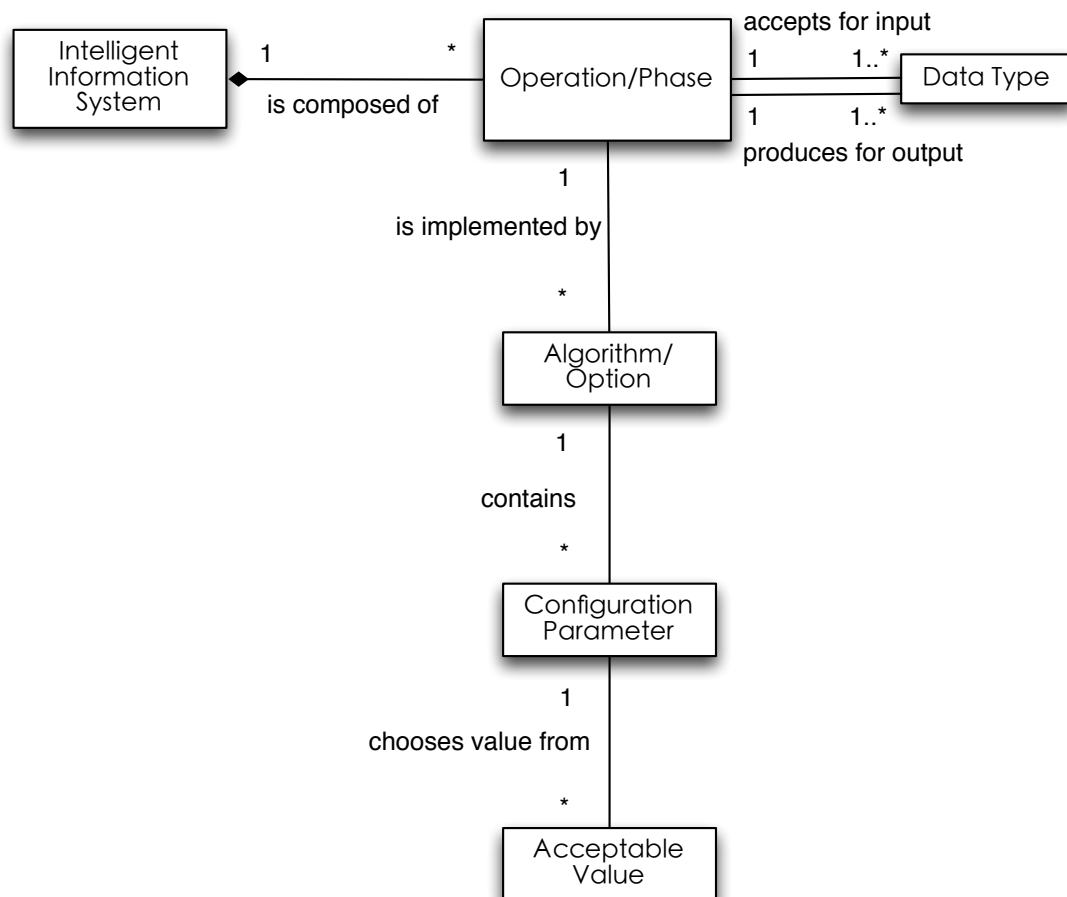 Intelligent
Information
System
1
*
is composed of
Operation/Phase
accepts for input
1
1..*
Data Type
1
1..*
produces for output
1
is implemented by
*
Algorithm/
Option
1
contains
*
Configuration
Parameter
1
chooses value from
*
Acceptable
Value